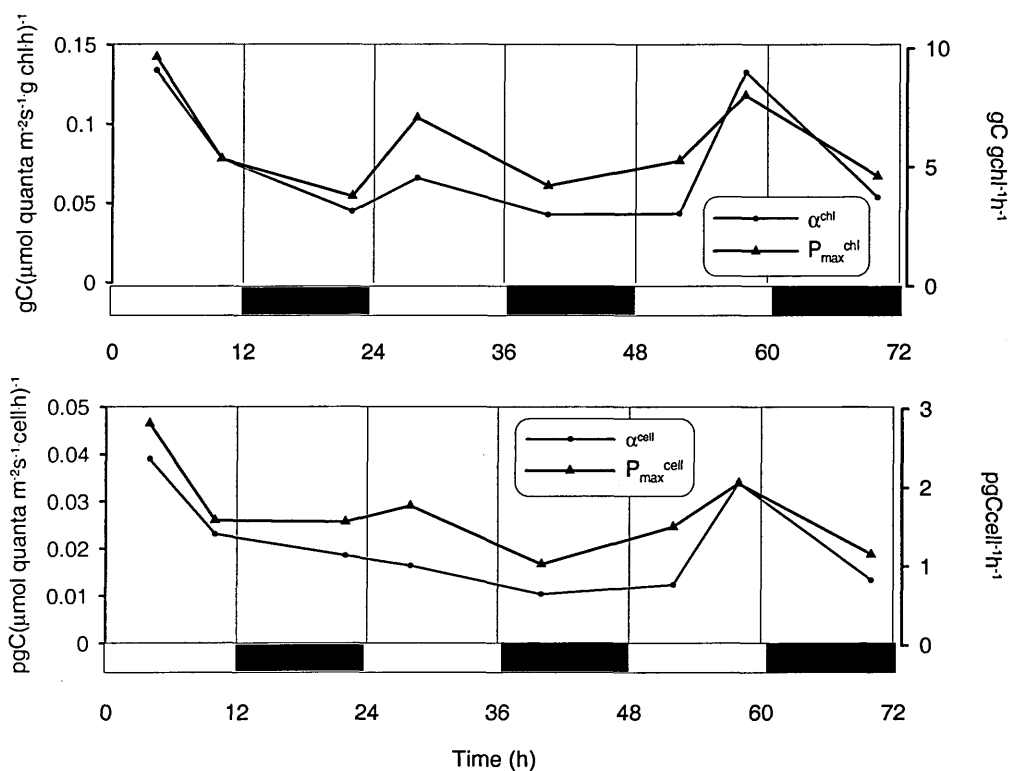 0.15
0.1
0.05
0
gC(μmol quanta m⁻²s⁻¹·g chl·h)⁻¹
10
5
0
gC gchl⁻¹h⁻¹
α^chl
P_max^chl
0 12 24 36 48 60 72
0.05
0.04
0.03
0.02
0.01
0
pgC(μmol quanta m⁻²s⁻¹·cell·h)⁻¹
3
2
1
0
pgCcell⁻¹h⁻¹
α^cell
P_max^cell
0 12 24 36 48 60 72
Time (h)